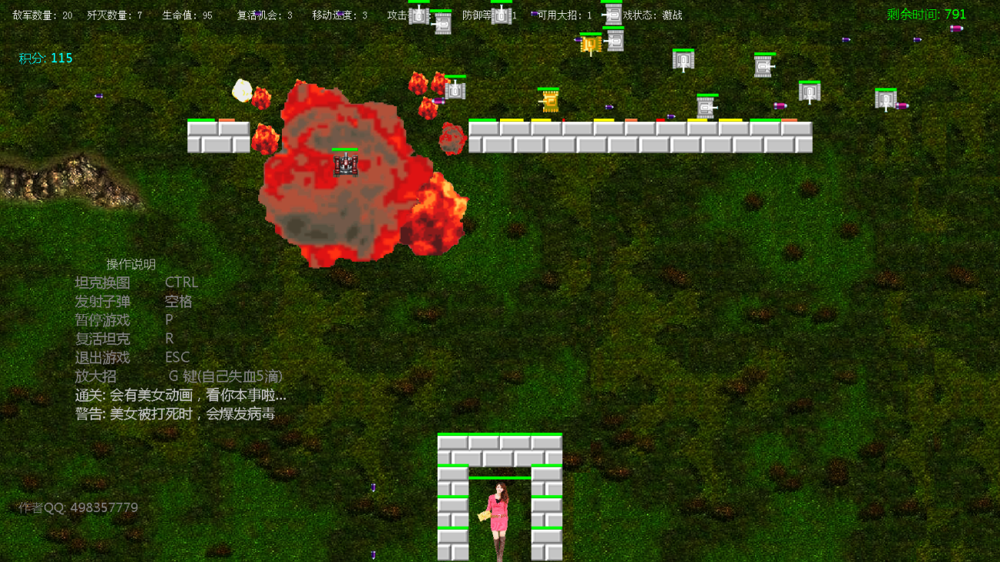 敌军数量: 20 歼灭数量: 7 生命值: 95 复活机会: 3 移动速度: 3 攻击 防御等 1 可用大招: 1 戏状态: 激战 剩余时间: 791
积分: 115
操作说明
坦克换图 CTRL
发射子弹 空格
暂停游戏 P
复活坦克 R
退出游戏 ESC
放大招 G 键(自己失血5滴)
通关: 会有美女动画，看你本事啦...
警告: 美女被打死时，会爆发病毒
作者QQ: 498357779